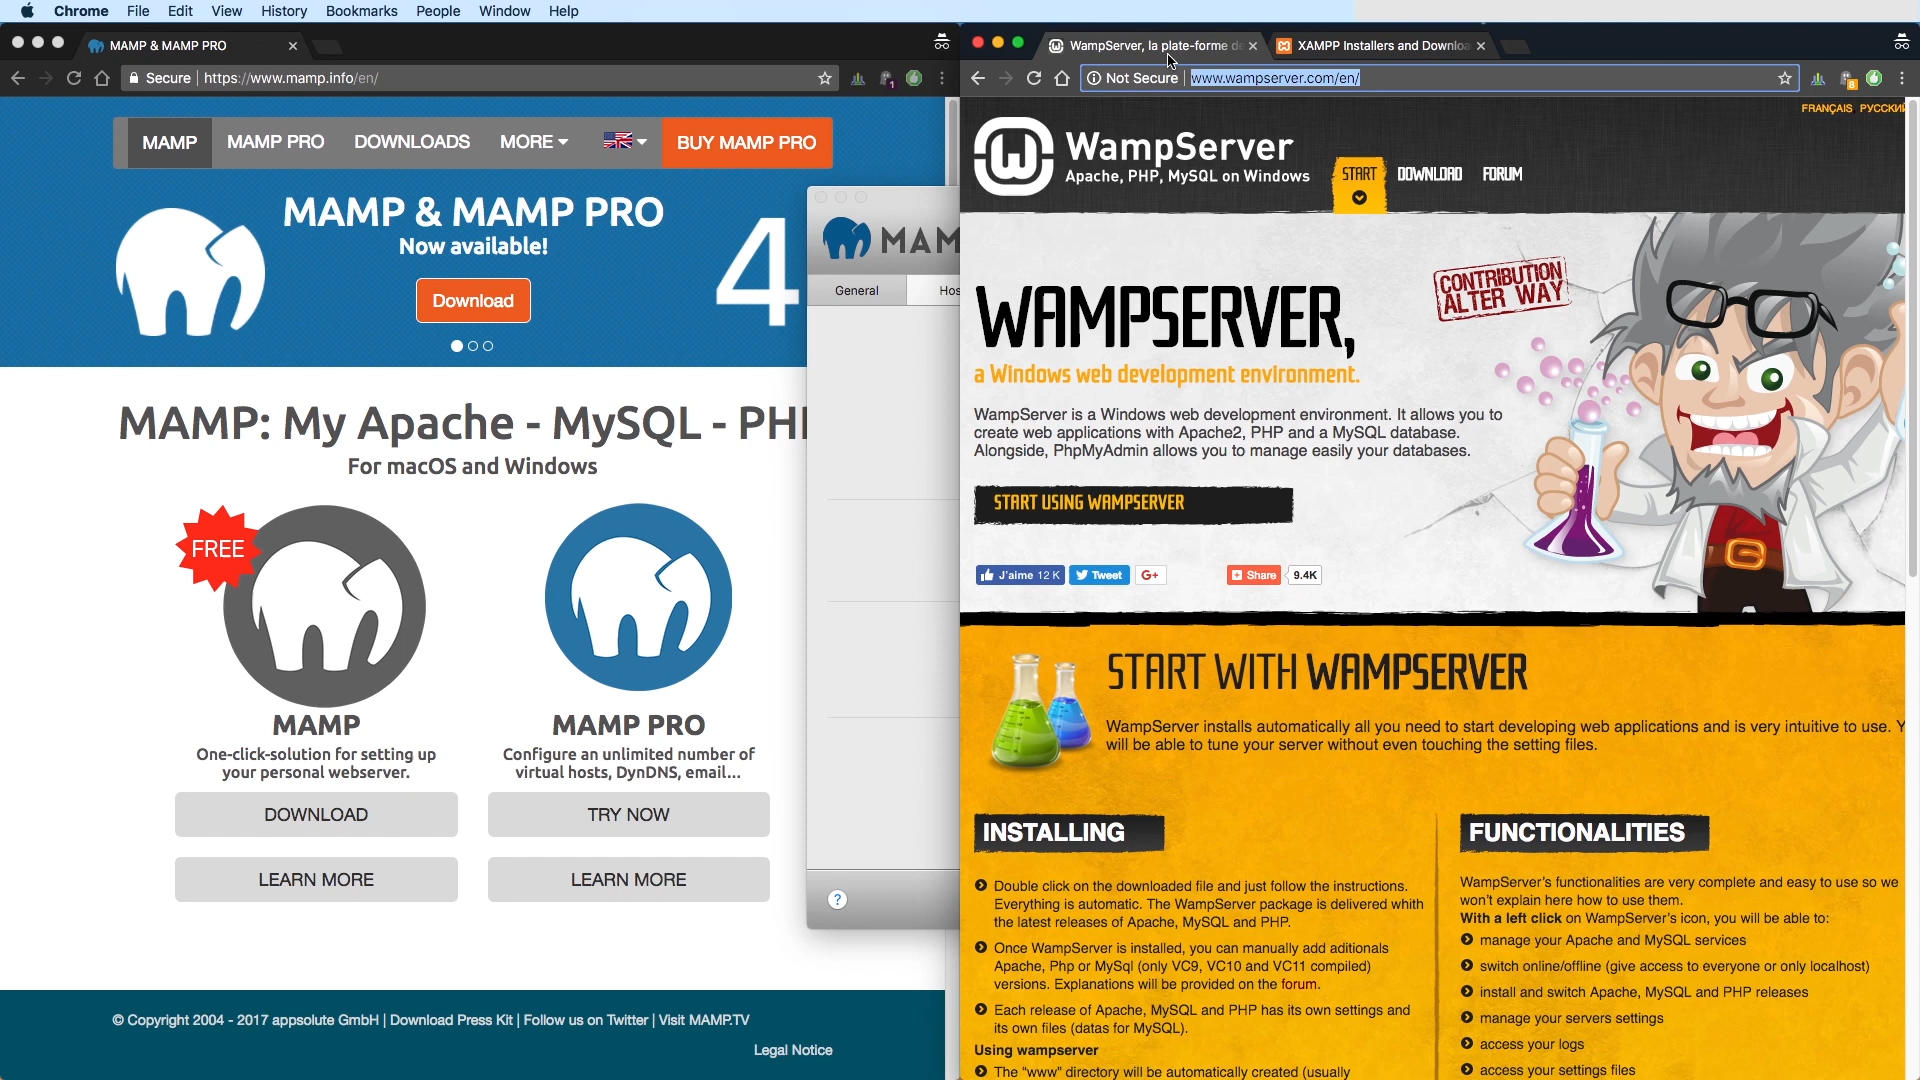 Chrome File Edit View History Bookmarks People Window Help
MAMP & MAMP PRO
Secure | https://www.mamp.info/en/
1
MAMP MAMP PRO DOWNLOADS MORE BUY MAMP PRO
MAMP & MAMP PRO
Now available!
Download
4
MAMP: My Apache - MySQL - PH
For macOS and Windows
FREE
MAMP
One-click-solution for setting up
your personal webserver.
DOWNLOAD
LEARN MORE
MAMP PRO
Configure an unlimited number of
virtual hosts, DynDNS, email...
TRY NOW
LEARN MORE
© Copyright 2004 - 2017 appsolute GmbH | Download Press Kit | Follow us on Twitter | Visit MAMP.TV
Legal Notice
MAM
General Hos
?
WampServer, la plate-forme de
XAMPP Installers and Downloa
Not Secure | www.wampserver.com/en/
8
FRANÇAIS РУССКИЙ
WampServer
Apache, PHP, MySQL on Windows
START DOWNLOAD FORUM
WAMPSERVER,
a Windows web development environment.
CONTRIBUTION
ALTER WAY
WampServer is a Windows web development environment. It allows you to
create web applications with Apache2, PHP and a MySQL database.
Alongside, PhpMyAdmin allows you to manage easily your databases.
START USING WAMPSERVER
J'aime 12 K Tweet G+ Share 9.4K
START WITH WAMPSERVER
WampServer installs automatically all you need to start developing web applications and is very intuitive to use. Y
will be able to tune your server without even touching the setting files.
INSTALLING
Double click on the downloaded file and just follow the instructions.
Everything is automatic. The WampServer package is delivered whith
the latest releases of Apache, MySQL and PHP.
Once WampServer is installed, you can manually add aditionals
Apache, Php or MySql (only VC9, VC10 and VC11 compiled)
versions. Explanations will be provided on the forum.
Each release of Apache, MySQL and PHP has its own settings and
its own files (datas for MySQL).
Using wampserver
The "www" directory will be automatically created (usually
FUNCTIONALITIES
WampServer's functionalities are very complete and easy to use so we
won't explain here how to use them.
With a left click on WampServer's icon, you will be able to:
manage your Apache and MySQL services
switch online/offline (give access to everyone or only localhost)
install and switch Apache, MySQL and PHP releases
manage your servers settings
access your logs
access your settings files